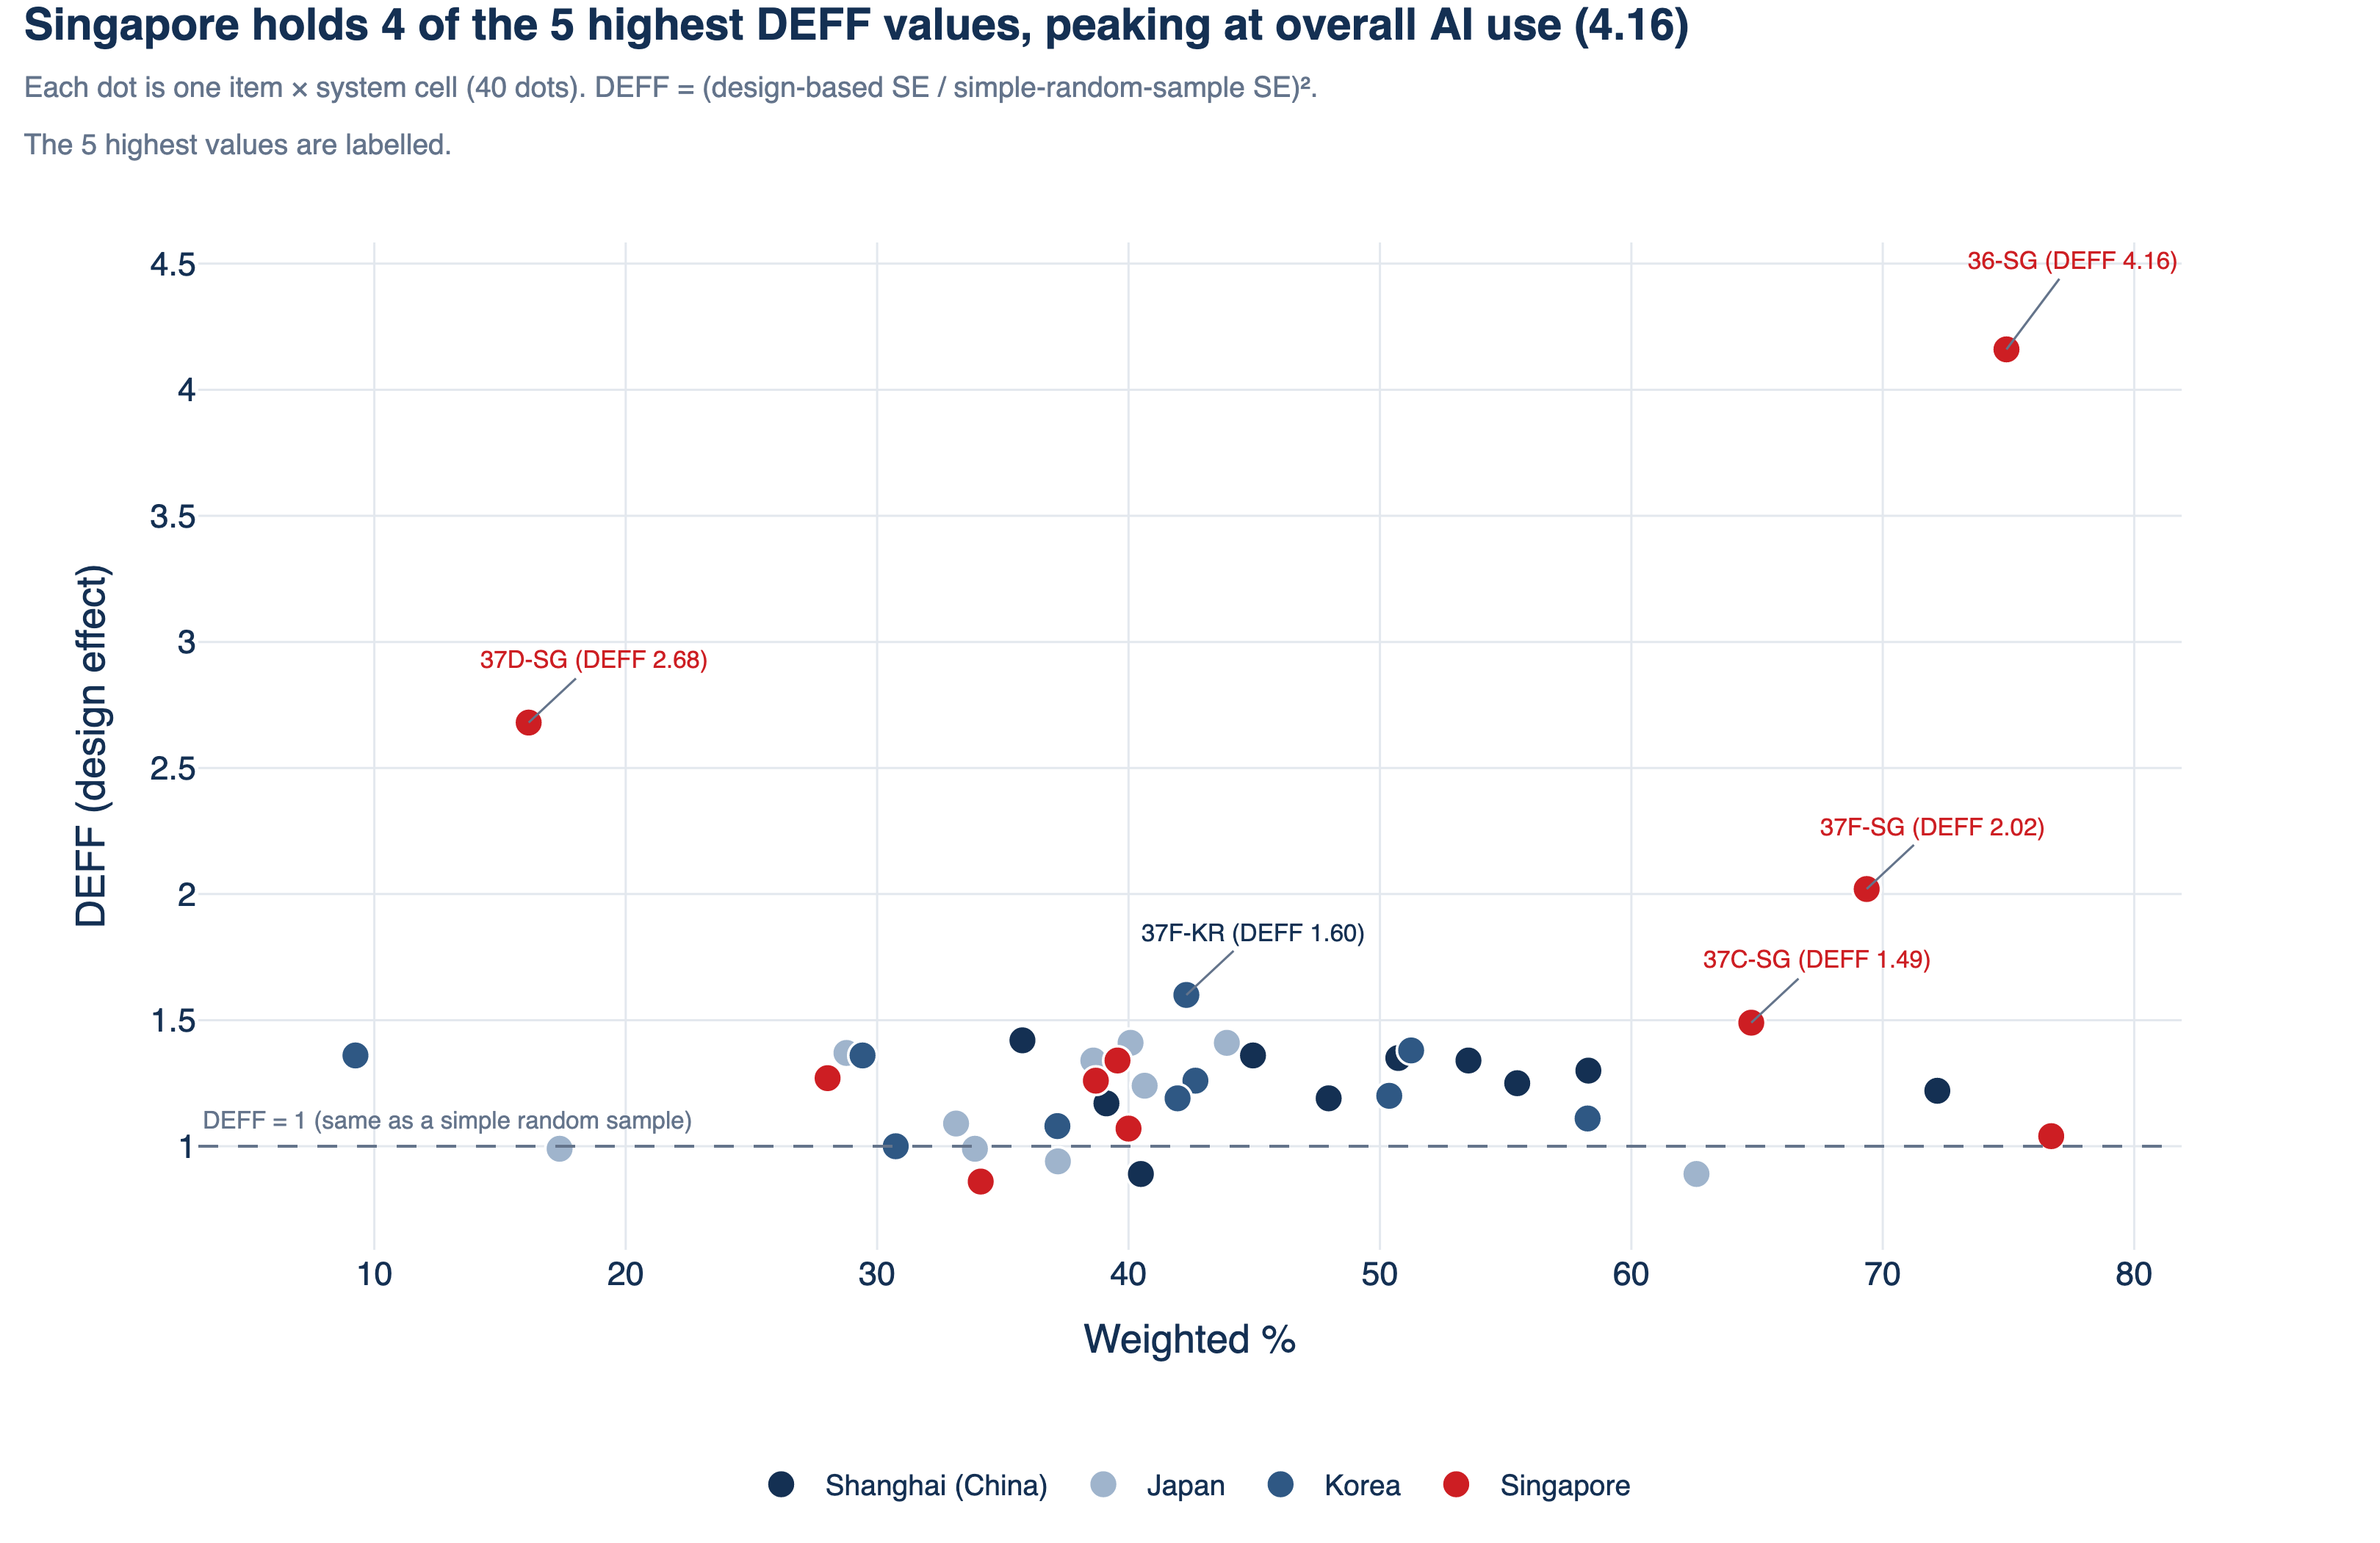 Singapore holds 4 of the 5 highest DEFF values, peaking at overall AI use (4.16)
Each dot is one item × system cell (40 dots). DEFF = (design-based SE / simple-random-sample SE)².
The 5 highest values are labelled.
DEFF (design effect)
4.5
4
3.5
3
2.5
2
1.5
1
36-SG (DEFF 4.16)
37D-SG (DEFF 2.68)
37F-SG (DEFF 2.02)
37F-KR (DEFF 1.60)
37C-SG (DEFF 1.49)
DEFF = 1 (same as a simple random sample)
10 20 30 40 50 60 70 80
Weighted %
Shanghai (China) Japan Korea Singapore